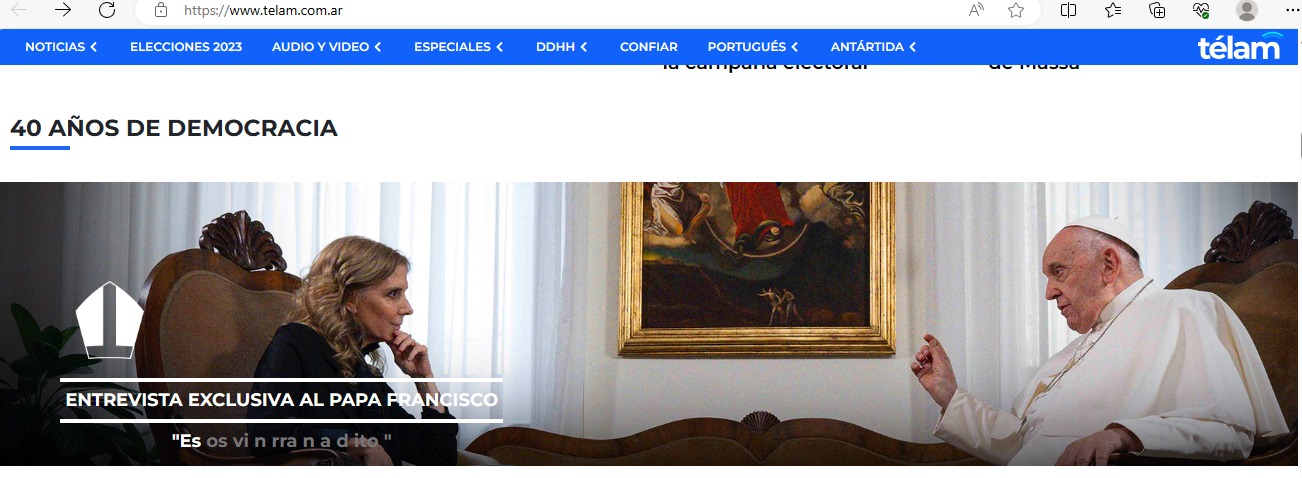 https://www.telam.com.ar
NOTICIAS ELECCIONES 2023 AUDIO Y VIDEO ESPECIALES DDHH CONFIAR PORTUGUÉS ANTÁRTIDA télam
la campaña electoral de Massa
40 AÑOS DE DEMOCRACIA
ENTREVISTA EXCLUSIVA AL PAPA FRANCISCO
"Es os vi n rra n a d ito "